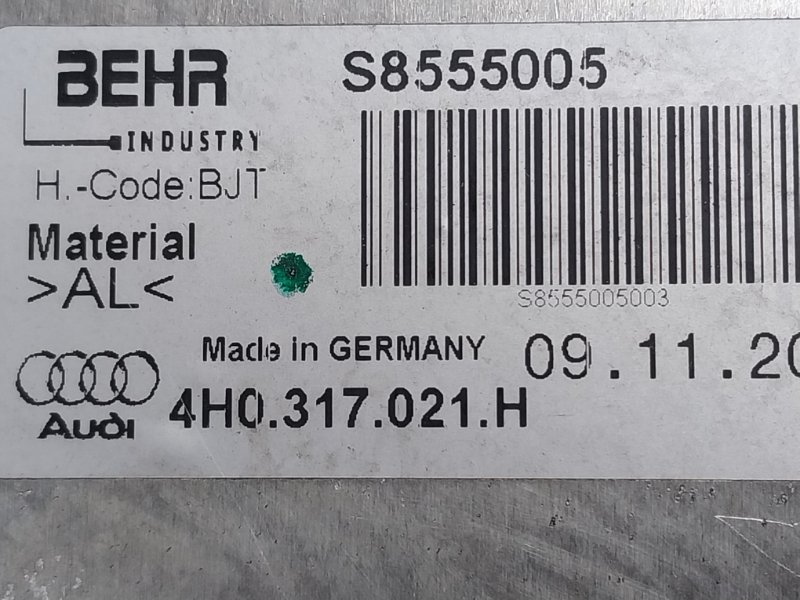 BEHR
INDUSTRY
S8555005
H.-Code:BJT
Material
>AL<
S8555005003
Made in GERMANY
09.11.20
Audi
4H0.317.021.H